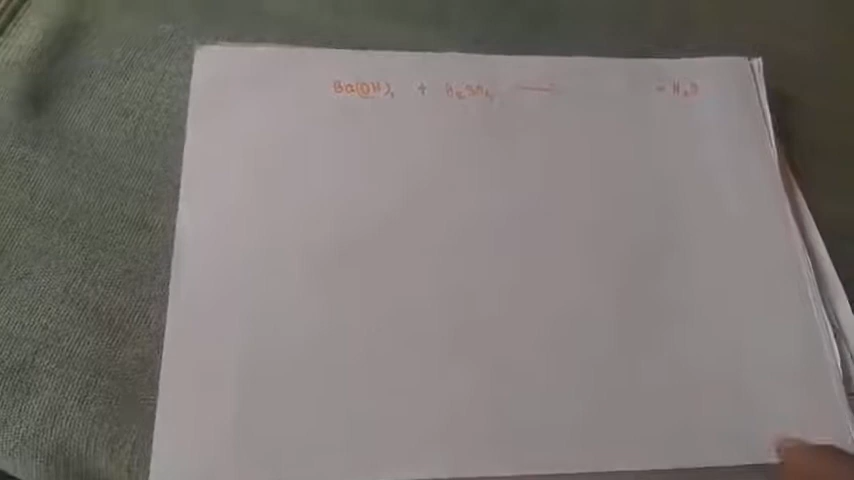 Ba(OH)₂ + H₂SO₄ ⟶ + H₂O